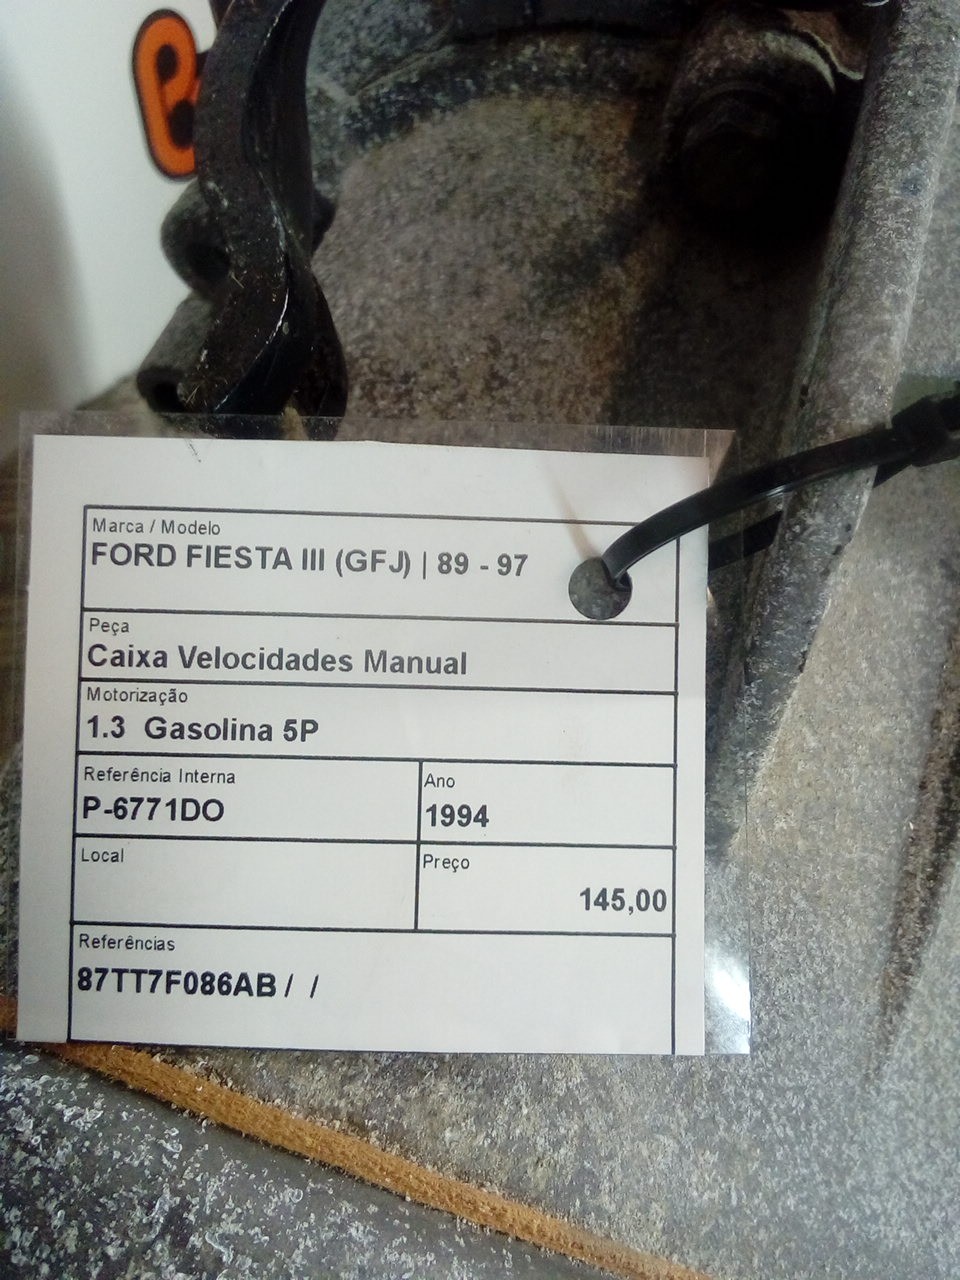 Marca / Modelo
FORD FIESTA III (GFJ) | 89 - 97
Peça
Caixa Velocidades Manual
Motorização
1.3 Gasolina 5P
Referência Interna
P-6771DO
Ano
1994
Local
Preço
145,00
Referências
87TT7F086AB / /